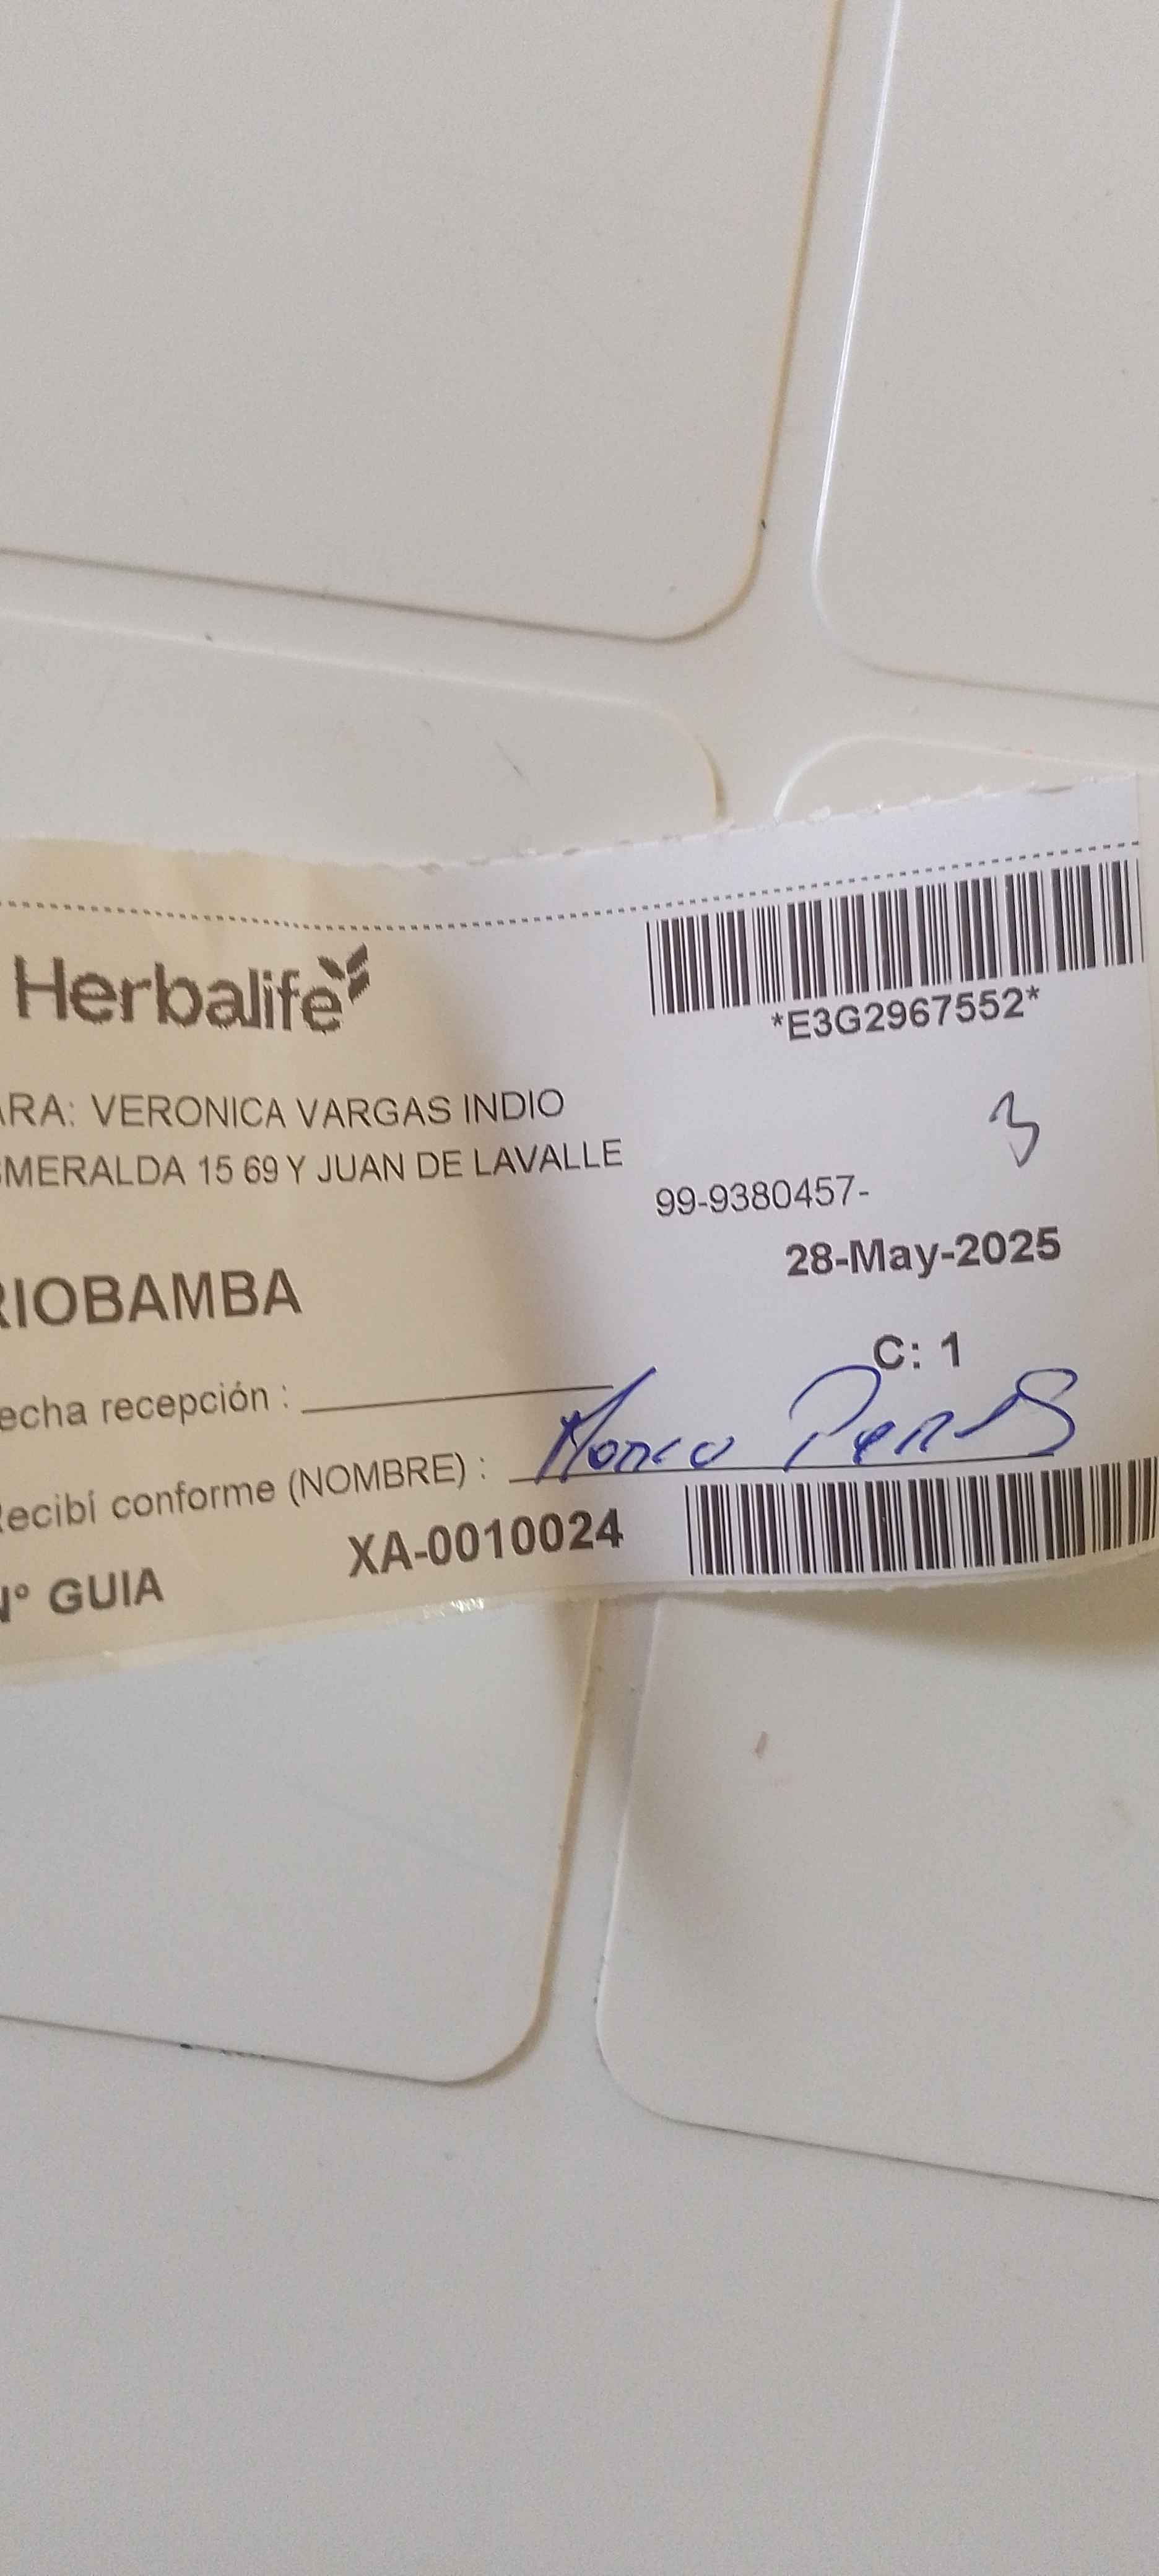 Herbalife
*E3G2967552*
ARA: VERONICA VARGAS INDIO
3
SMERALDA 15 69 Y JUAN DE LAVALLE
99-9380457-
28-May-2025
RIOBAMBA
C: 1
echa recepción :
Recibí conforme (NOMBRE) :
N° GUIA XA-0010024